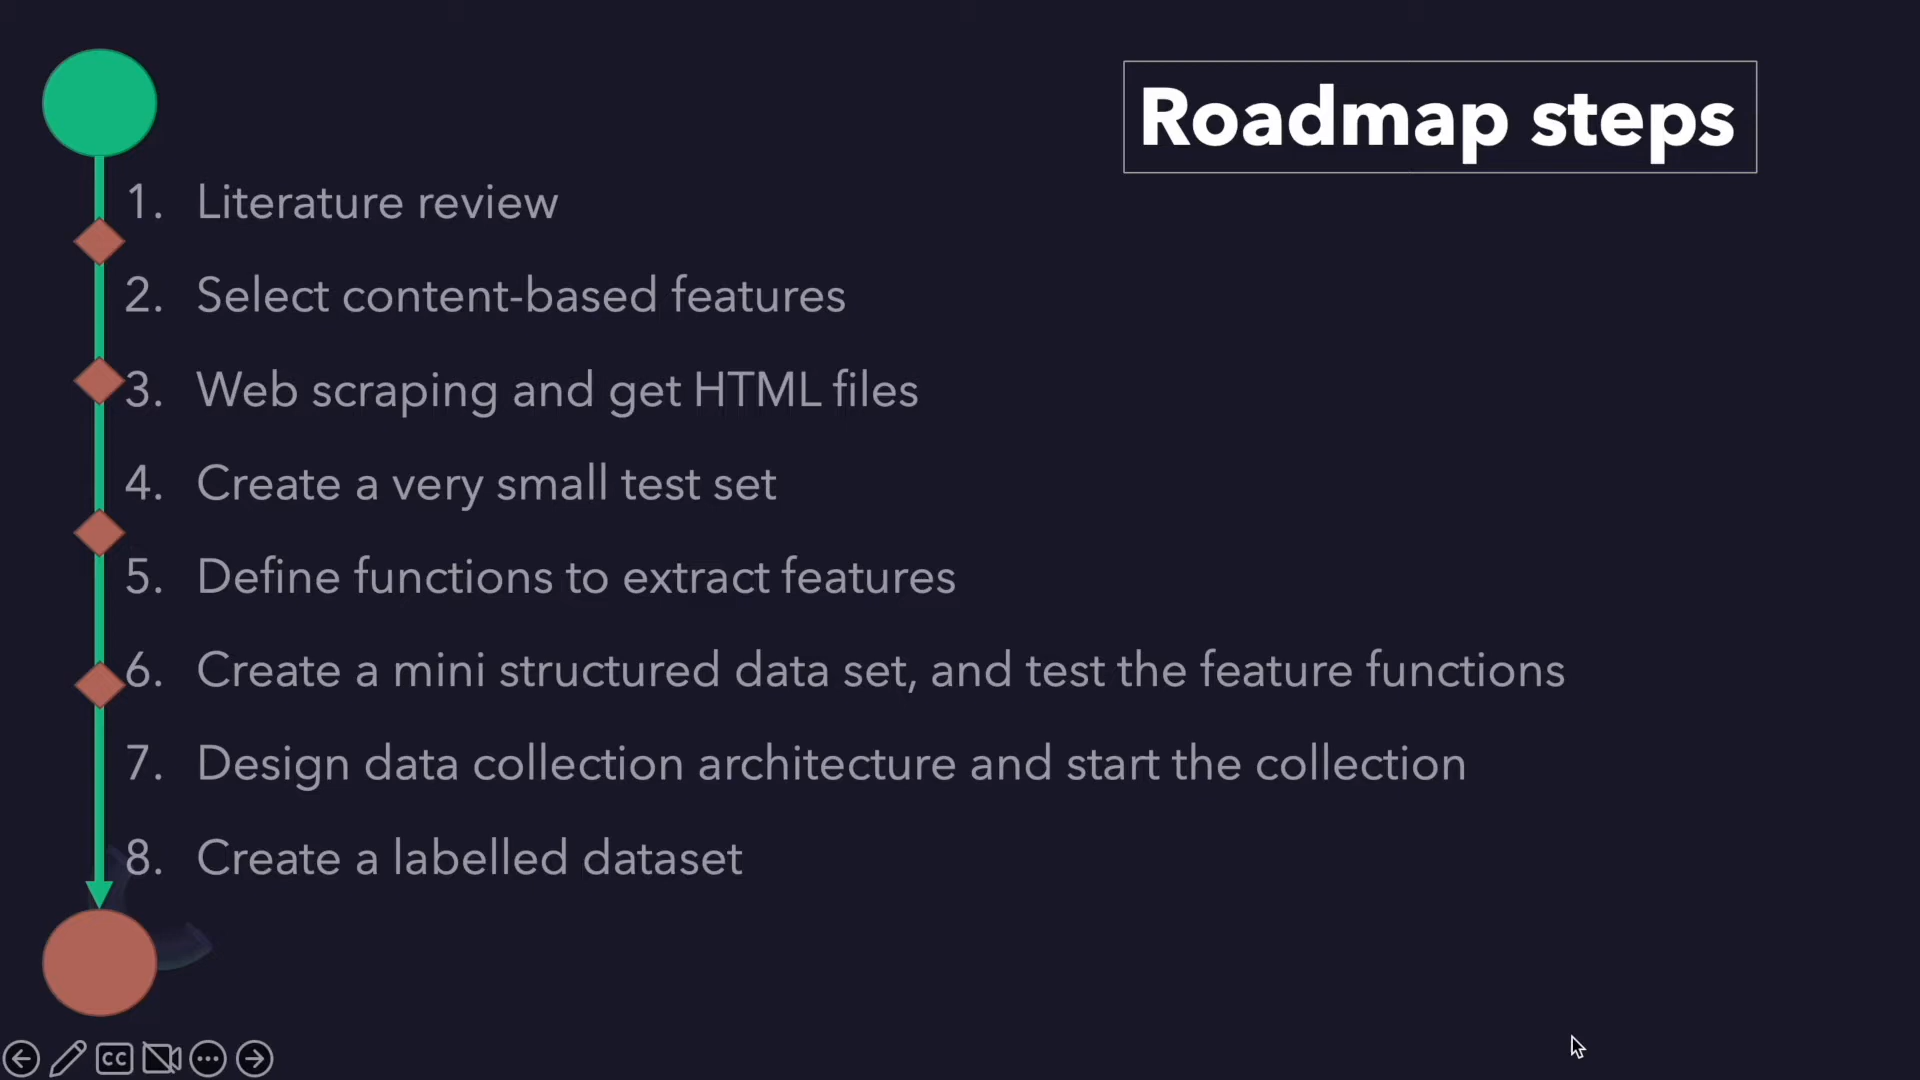 Roadmap steps
1. Literature review
2. Select content-based features
3. Web scraping and get HTML files
4. Create a very small test set
5. Define functions to extract features
6. Create a mini structured data set, and test the feature functions
7. Design data collection architecture and start the collection
8. Create a labelled dataset
CC